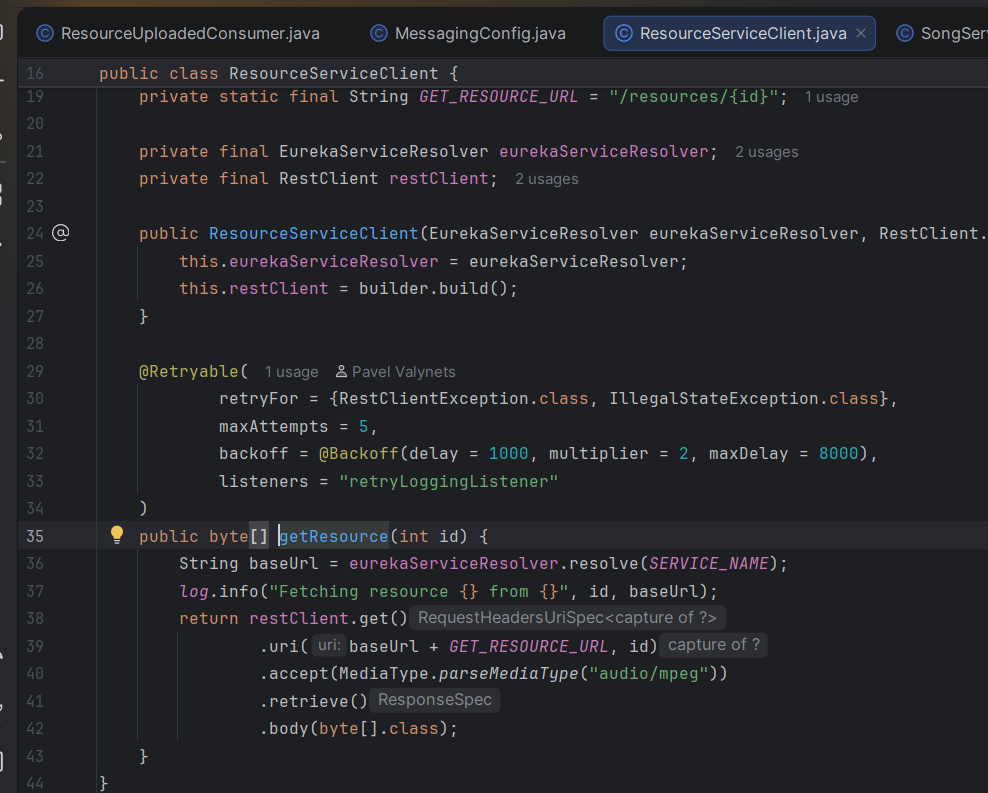 ResourceUploadedConsumer.java MessagingConfig.java ResourceServiceClient.java SongSer
16 public class ResourceServiceClient {
19 private static final String GET_RESOURCE_URL = "/resources/{id}"; 1 usage
20
21 private final EurekaServiceResolver eurekaServiceResolver; 2 usages
22 private final RestClient restClient; 2 usages
23
24 @ public ResourceServiceClient(EurekaServiceResolver eurekaServiceResolver, RestClient.
25 this.eurekaServiceResolver = eurekaServiceResolver;
26 this.restClient = builder.build();
27 }
28
29 @Retryable( 1 usage Pavel Valynets
30 retryFor = {RestClientException.class, IllegalStateException.class},
31 maxAttempts = 5,
32 backoff = @Backoff(delay = 1000, multiplier = 2, maxDelay = 8000),
33 listeners = "retryLoggingListener"
34 )
35 public byte[] getResource(int id) {
36 String baseUrl = eurekaServiceResolver.resolve(SERVICE_NAME);
37 log.info("Fetching resource {} from {}", id, baseUrl);
38 return restClient.get() RequestHeadersUriSpec<capture of ?>
39 .uri( uri: baseUrl + GET_RESOURCE_URL, id) capture of ?
40 .accept(MediaType.parseMediaType("audio/mpeg"))
41 .retrieve() ResponseSpec
42 .body(byte[].class);
43 }
44 }